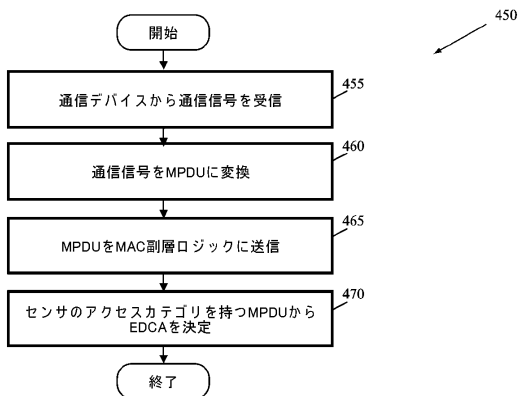 450
開始
通信デバイスから通信信号を受信
455
通信信号をMPDUに変換
460
MPDUをMAC副層ロジックに送信
465
センサのアクセスカテゴリを持つMPDUから
EDCAを決定
470
終了